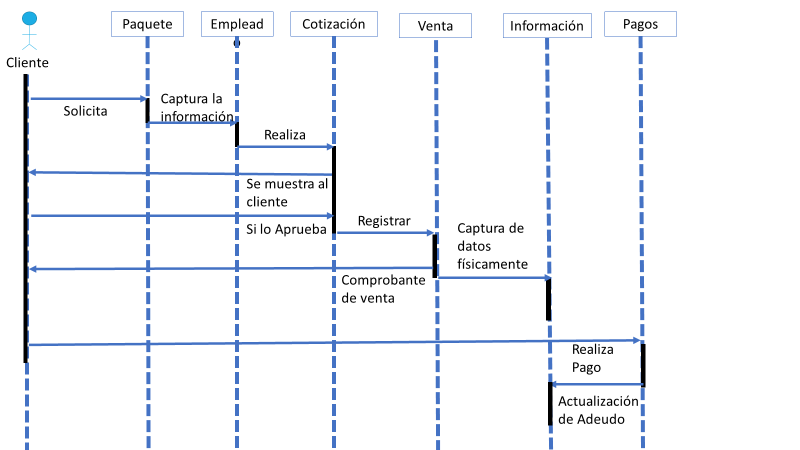 Cliente
Paquete
Emplead
o
Cotización
Venta
Información
Pagos
Solicita
Captura la
información
Realiza
Se muestra al
cliente
Si lo Aprueba
Registrar
Captura de
datos
físicamente
Comprobante
de venta
Realiza
Pago
Actualización
de Adeudo